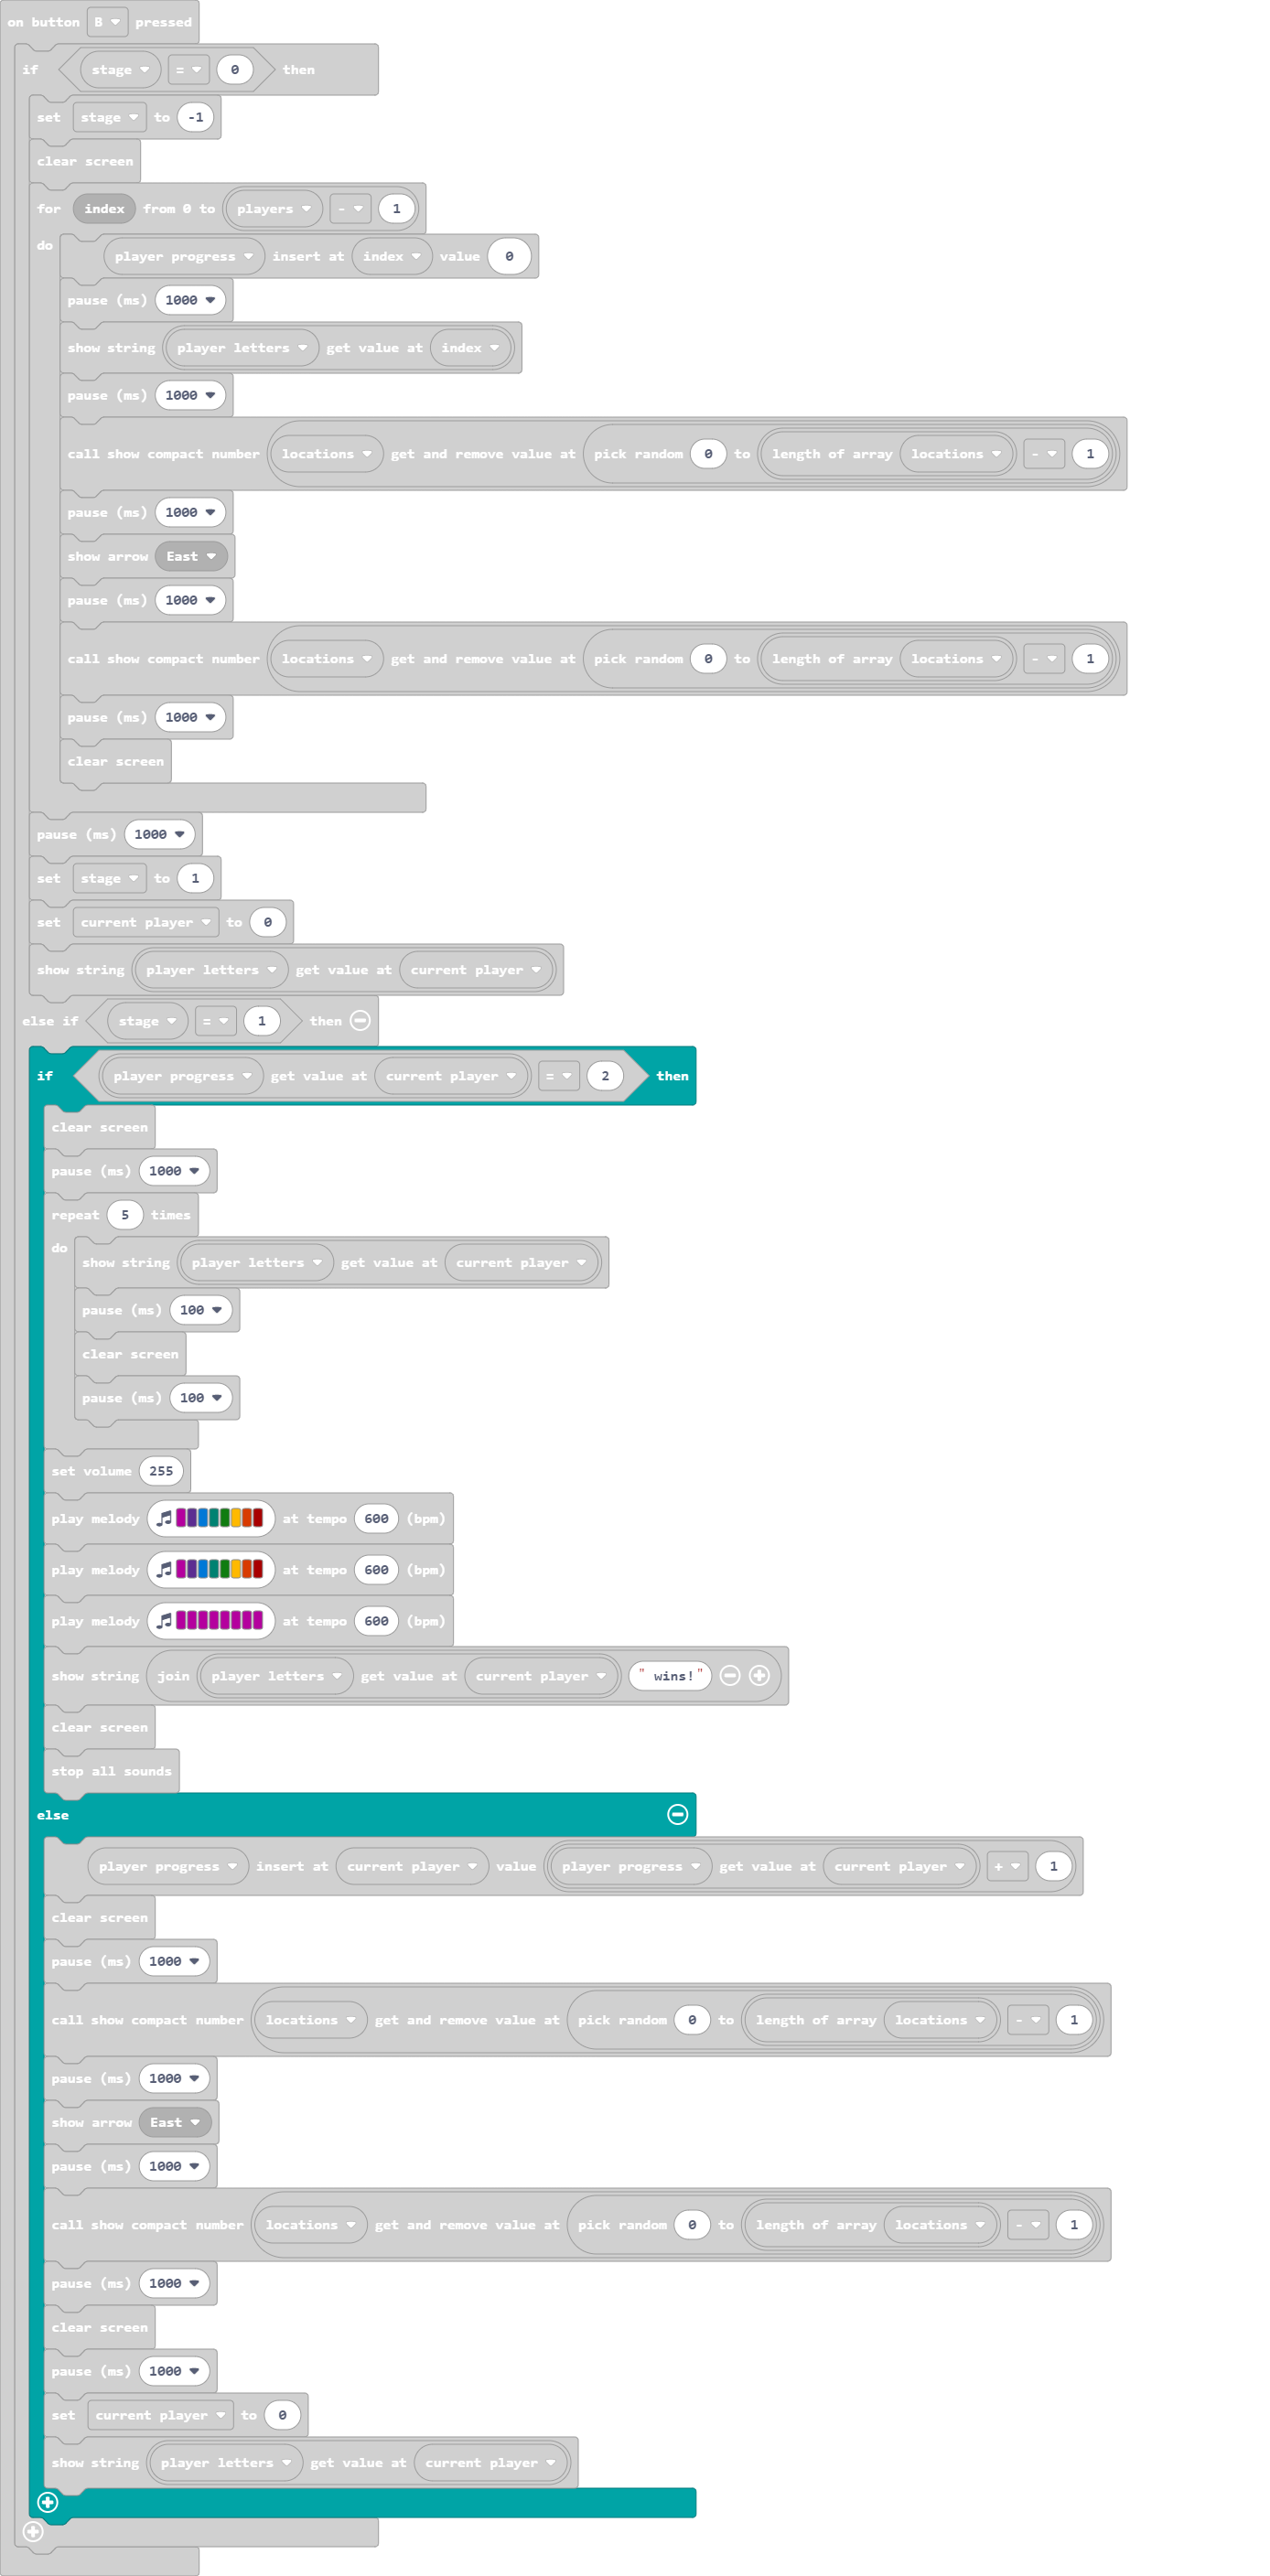 on button B pressed
if stage = 0 then
set stage to -1
clear screen
for index from 0 to players - 1
do player progress insert at index value 0
pause (ms) 1000
show string player letters get value at index
pause (ms) 1000
call show compact number locations get and remove value at pick random 0 to length of array locations - 1
pause (ms) 1000
show arrow East
pause (ms) 1000
call show compact number locations get and remove value at pick random 0 to length of array locations - 1
pause (ms) 1000
clear screen
pause (ms) 1000
set stage to 1
set current player to 0
show string player letters get value at current player
else if stage = 1 then
if player progress get value at current player = 2 then
clear screen
pause (ms) 1000
repeat 5 times
do show string player letters get value at current player
pause (ms) 100
clear screen
pause (ms) 100
set volume 255
play melody at tempo 600 (bpm)
play melody at tempo 600 (bpm)
play melody at tempo 600 (bpm)
show string join player letters get value at current player " wins!"
clear screen
stop all sounds
else
player progress insert at current player value player progress get value at current player + 1
clear screen
pause (ms) 1000
call show compact number locations get and remove value at pick random 0 to length of array locations - 1
pause (ms) 1000
show arrow East
pause (ms) 1000
call show compact number locations get and remove value at pick random 0 to length of array locations - 1
pause (ms) 1000
clear screen
pause (ms) 1000
set current player to 0
show string player letters get value at current player